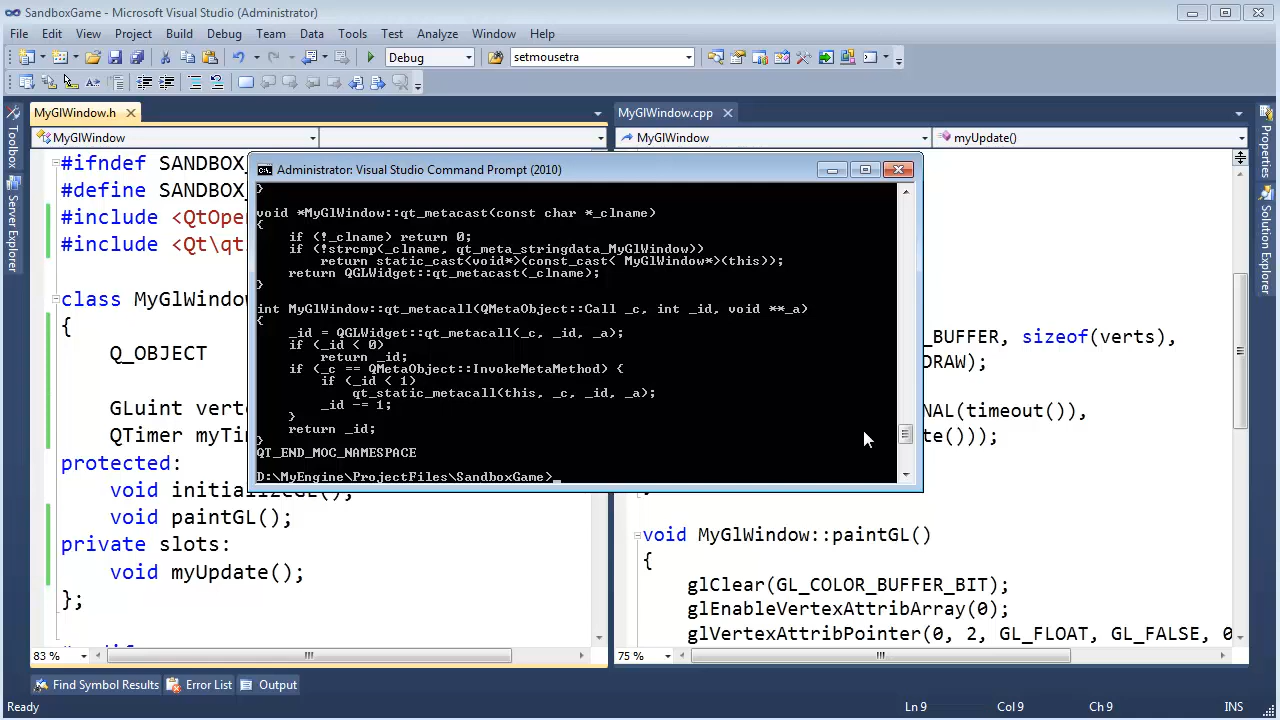 SandboxGame - Microsoft Visual Studio (Administrator)
File Edit View Project Build Debug Team Data Tools Test Analyze Window Help
Debug setmousetra
MyGlWindow.h
MyGlWindow.cpp
MyGlWindow
MyGlWindow myUpdate()
Toolbox
Server Explorer
Properties
Solution Explorer
#ifndef SANDBOX_
#define SANDBOX_
#include <QtOpen
#include <Qt\qt
class MyGlWindow
{
Q_OBJECT
GLuint vert
QTimer myTi
protected:
void initializeGL();
void paintGL();
private slots:
void myUpdate();
};
Administrator: Visual Studio Command Prompt (2010)
}
void *MyGlWindow::qt_metacast(const char *_clname)
{
if (!_clname) return 0;
if (!strcmp(_clname, qt_meta_stringdata_MyGlWindow))
return static_cast<void*>(const_cast< MyGlWindow*>(this));
return QGLWidget::qt_metacast(_clname);
}
int MyGlWindow::qt_metacall(QMetaObject::Call _c, int _id, void **_a)
{
_id = QGLWidget::qt_metacall(_c, _id, _a);
if (_id < 0)
return _id;
if (_c == QMetaObject::InvokeMetaMethod) {
if (_id < 1)
qt_static_metacall(this, _c, _id, _a);
_id -= 1;
}
return _id;
}
QT_END_MOC_NAMESPACE
D:\MyEngine\ProjectFiles\SandboxGame>_
_BUFFER, sizeof(verts),
DRAW);
NAL(timeout()),
te()));
void MyGlWindow::paintGL()
{
glClear(GL_COLOR_BUFFER_BIT);
glEnableVertexAttribArray(0);
glVertexAttribPointer(0, 2, GL_FLOAT, GL_FALSE, 0
83 %
75 %
Find Symbol Results Error List Output
Ready Ln 9 Col 9 Ch 9 INS